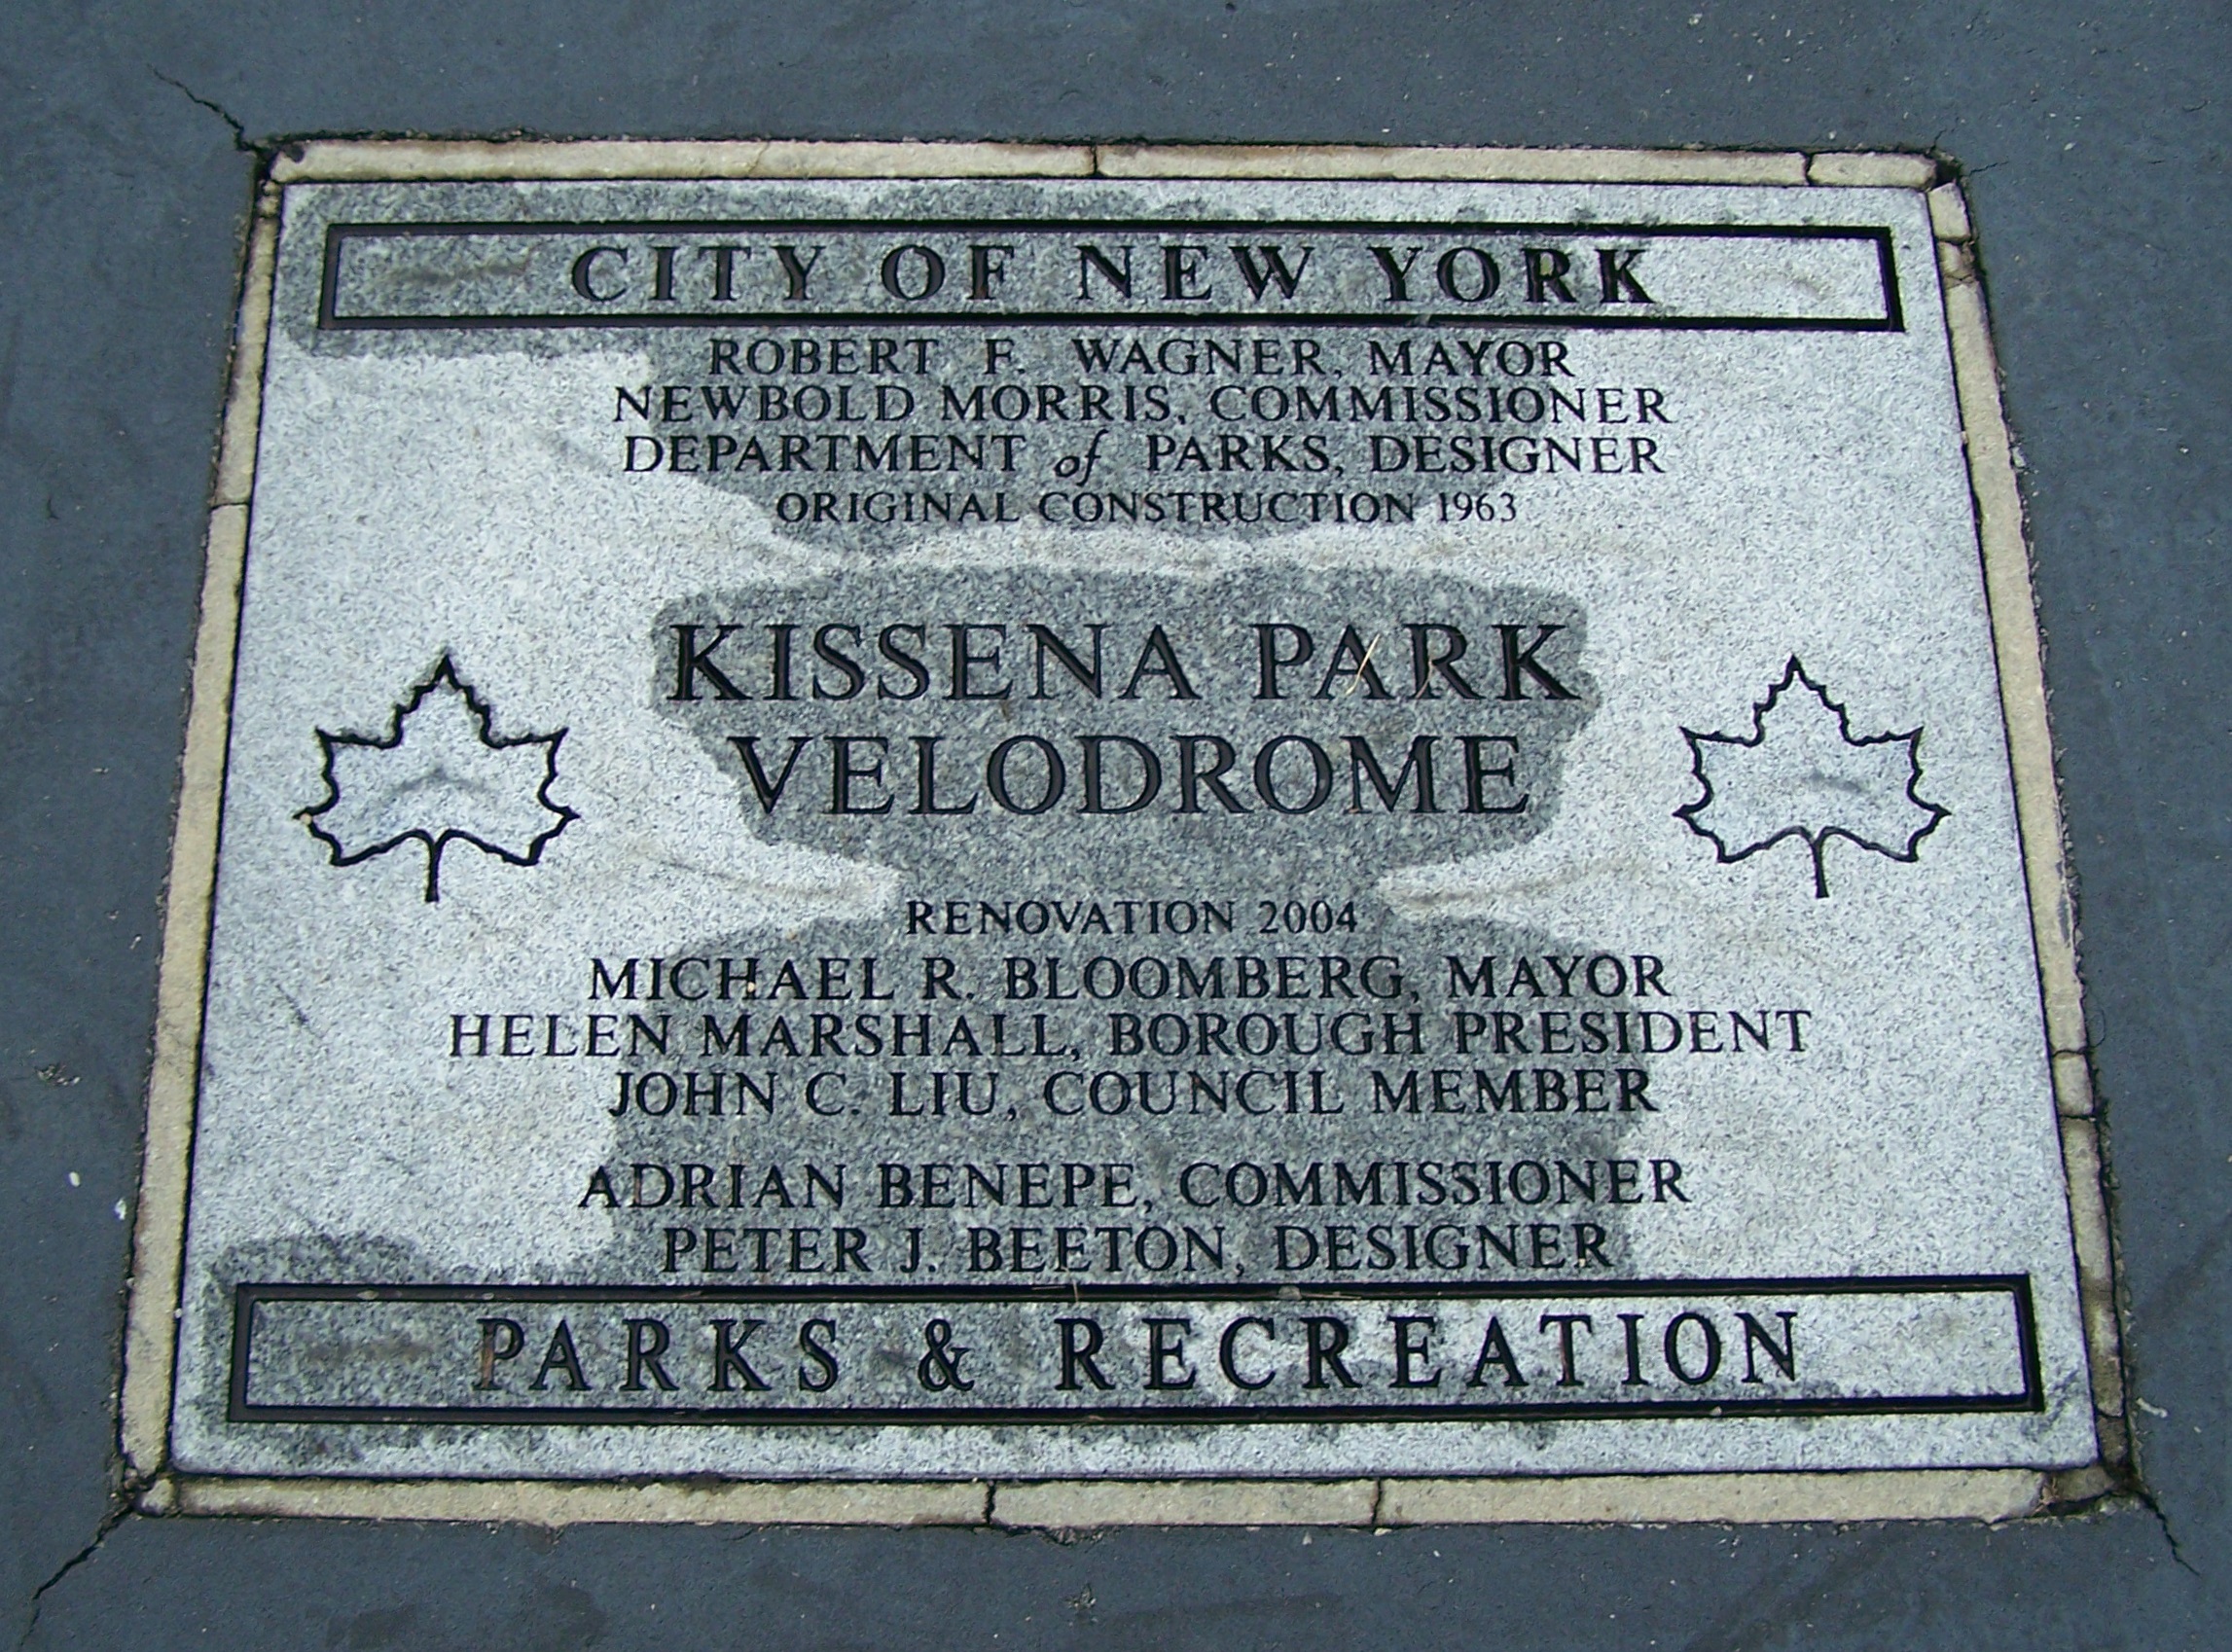 CITY OF NEW YORK
ROBERT F. WAGNER, MAYOR
NEWBOLD MORRIS, COMMISSIONER
DEPARTMENT of PARKS, DESIGNER
ORIGINAL CONSTRUCTION 1963
KISSENA PARK
VELODROME
RENOVATION 2004
MICHAEL R. BLOOMBERG, MAYOR
HELEN MARSHALL, BOROUGH PRESIDENT
JOHN C. LIU, COUNCIL MEMBER
ADRIAN BENEPE, COMMISSIONER
PETER J. BEETON, DESIGNER
PARKS & RECREATION